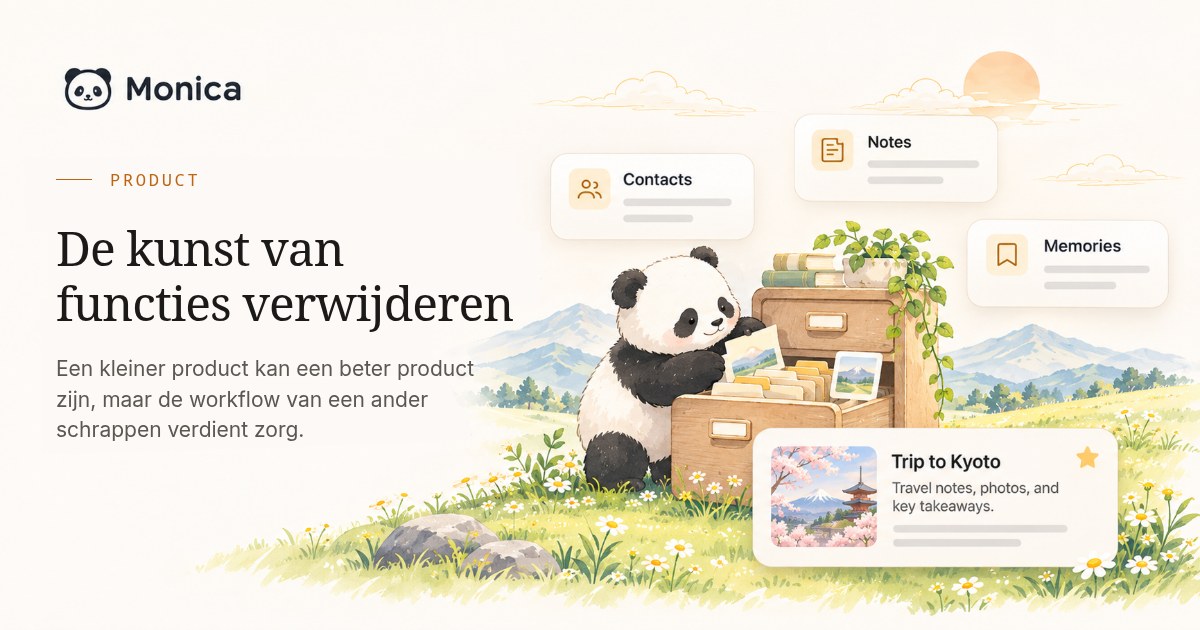 Monica
PRODUCT
De kunst van
functies verwijderen
Een kleiner product kan een beter product
zijn, maar de workflow van een ander
schrappen verdient zorg.
Contacts
Notes
Memories
Trip to Kyoto
Travel notes, photos, and
key takeaways.